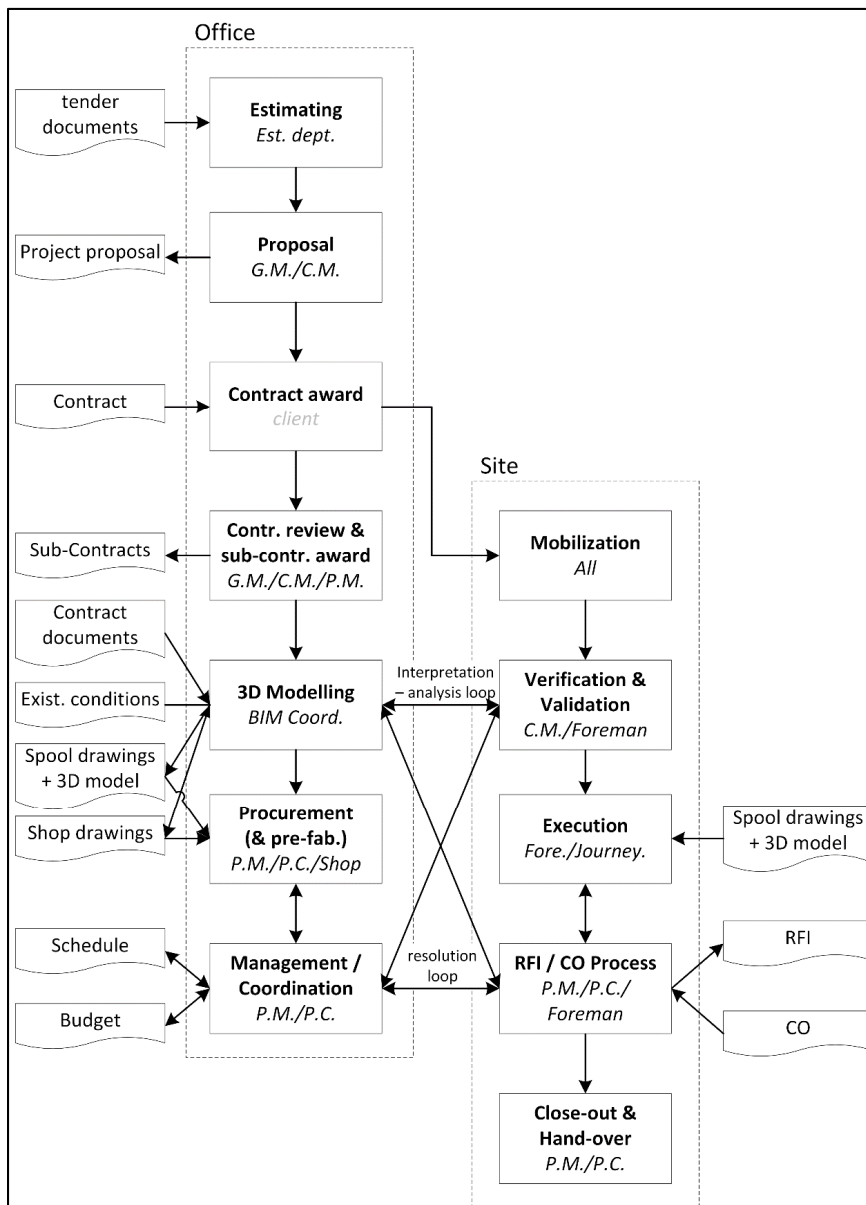 Office
tender
documents
Estimating
Est. dept.
Project proposal
Proposal
G.M./C.M.
Contract
Contract award
client
Site
Sub-Contracts
Contr. review &
sub-contr. award
G.M./C.M./P.M.
Mobilization
All
Contract
documents
Exist. conditions
Spool drawings
+ 3D model
Shop drawings
3D Modelling
BIM Coord.
Interpretation
– analysis loop
Verification &
Validation
C.M./Foreman
Procurement
(& pre-fab.)
P.M./P.C./Shop
Execution
Fore./Journey.
Spool drawings
+ 3D model
Schedule
Budget
Management /
Coordination
P.M./P.C.
resolution
loop
RFI / CO Process
P.M./P.C./
Foreman
RFI
CO
Close-out &
Hand-over
P.M./P.C.